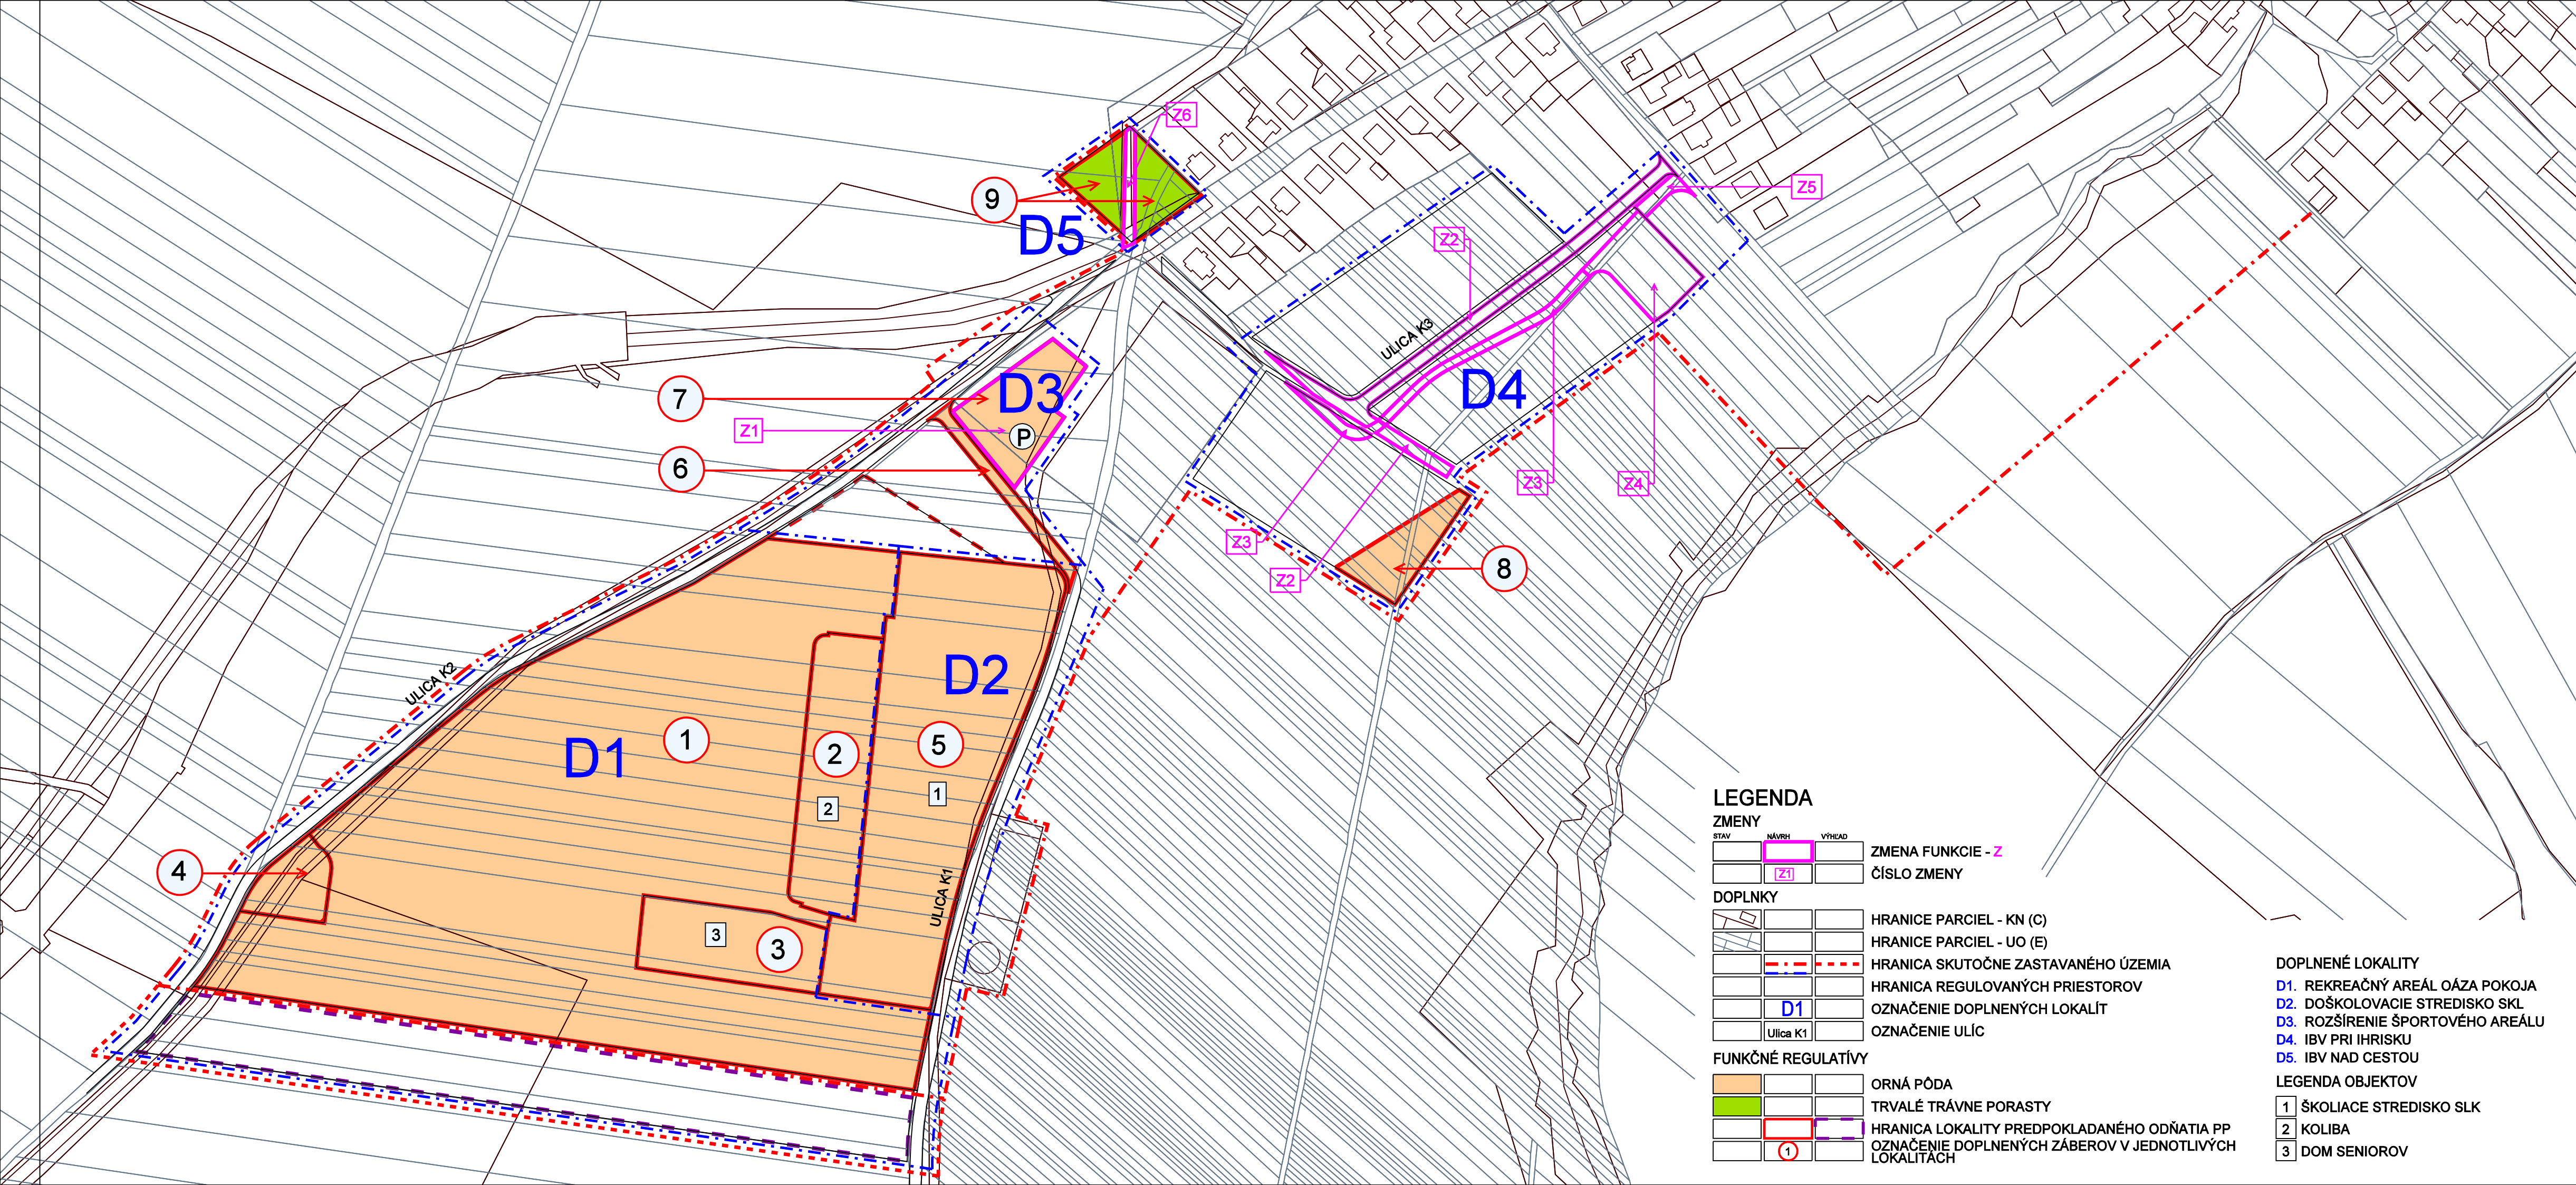 Z6
9
D5
Z5
Z2
ULICA K3
D3
7
D4
P
Z1
6
Z3
Z4
Z3
Z2
8
D2
ULICA K2
1
5
D1
2
1
2
4
ULICA K1
3
3
LEGENDA
ZMENY
STAV NÁVRH VÝHĽAD
ZMENA FUNKCIE - Z
Z1 ČÍSLO ZMENY
DOPLNKY
HRANICE PARCIEL - KN (C)
HRANICE PARCIEL - UO (E)
HRANICA SKUTOČNE ZASTAVANÉHO ÚZEMIA
HRANICA REGULOVANÝCH PRIESTOROV
D1 OZNAČENIE DOPLNENÝCH LOKALÍT
Ulica K1 OZNAČENIE ULÍC
FUNKČNÉ REGULATÍVY
ORNÁ PÔDA
TRVALÉ TRÁVNE PORASTY
HRANICA LOKALITY PREDPOKLADANÉHO ODŇATIA PP
1 OZNAČENIE DOPLNENÝCH ZÁBEROV V JEDNOTLIVÝCH
LOKALITÁCH
DOPLNENÉ LOKALITY
D1. REKREAČNÝ AREÁL OÁZA POKOJA
D2. DOŠKOLOVACIE STREDISKO SKL
D3. ROZŠÍRENIE ŠPORTOVÉHO AREÁLU
D4. IBV PRI IHRISKU
D5. IBV NAD CESTOU
LEGENDA OBJEKTOV
1 ŠKOLIACE STREDISKO SLK
2 KOLIBA
3 DOM SENIOROV